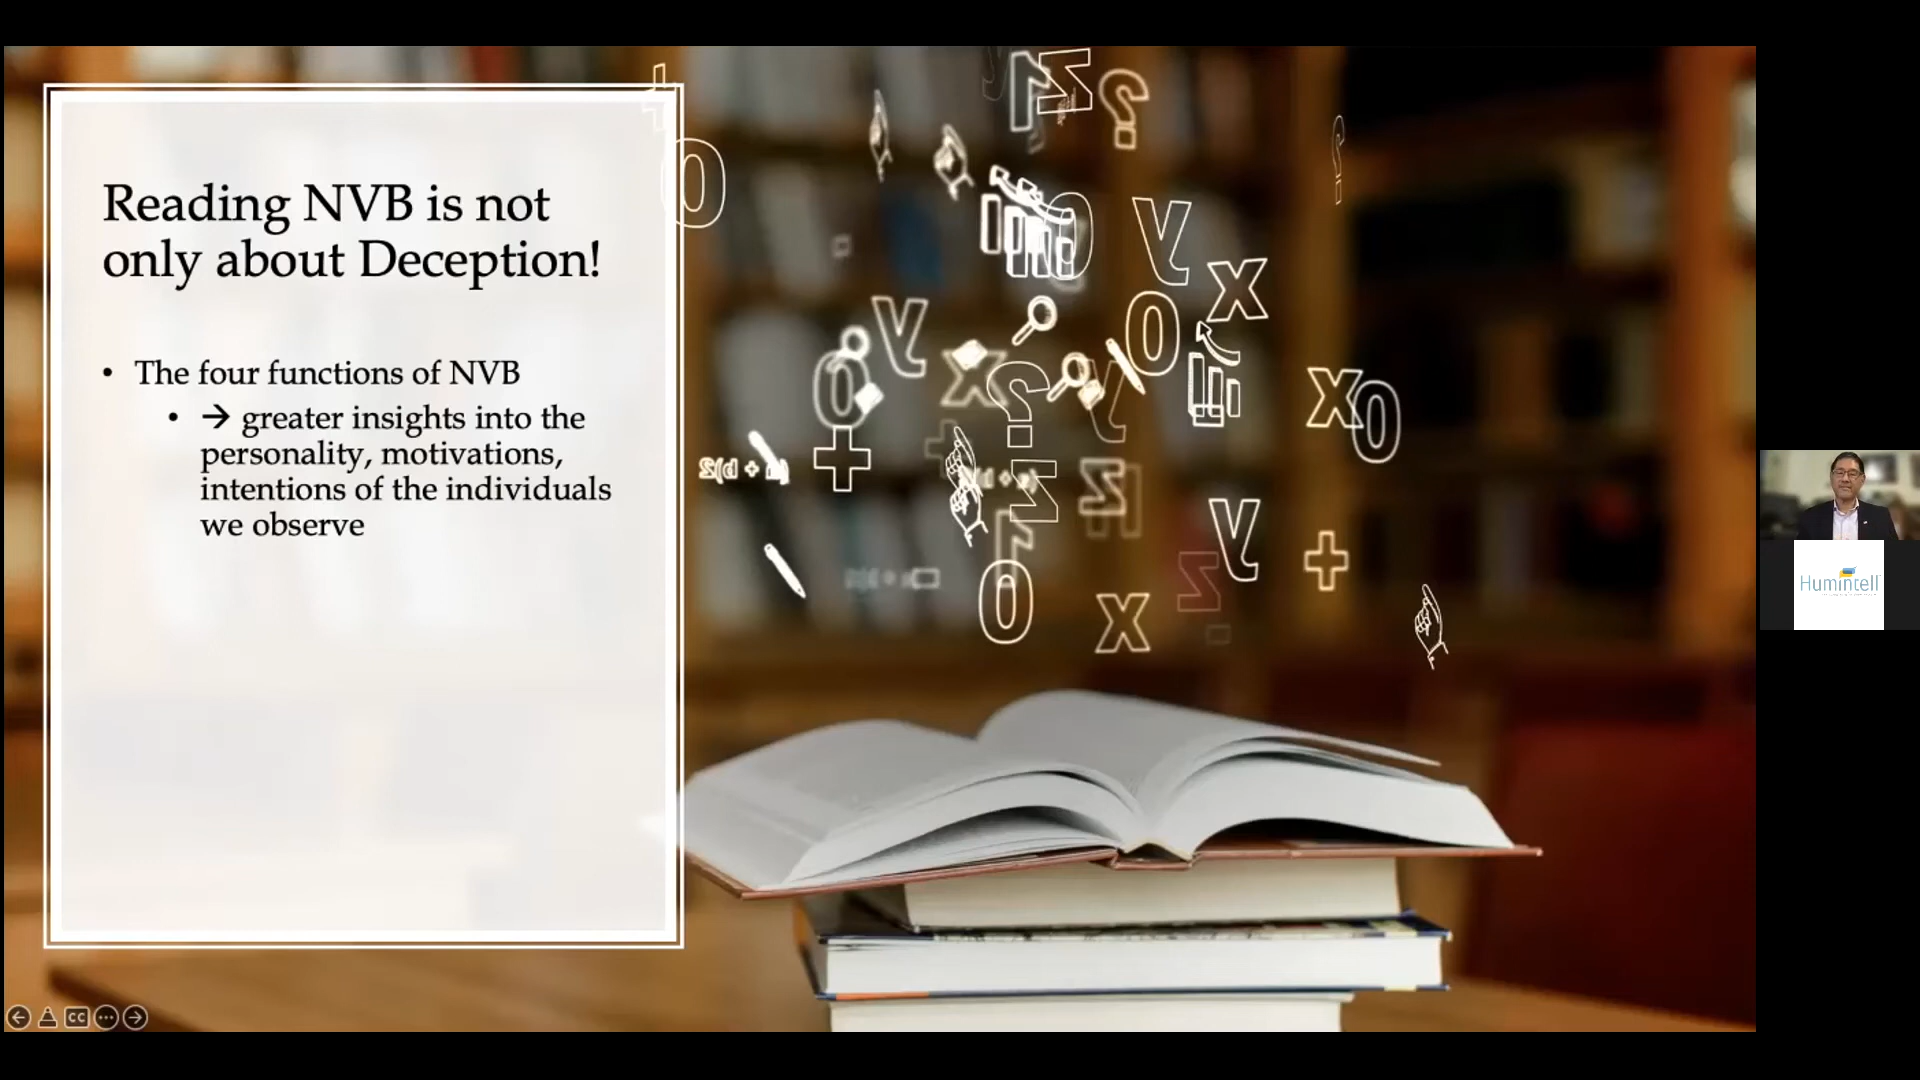 Reading NVB is not
only about Deception!
• The four functions of NVB
• → greater insights into the
personality, motivations,
intentions of the individuals
we observe
CC
Humintell